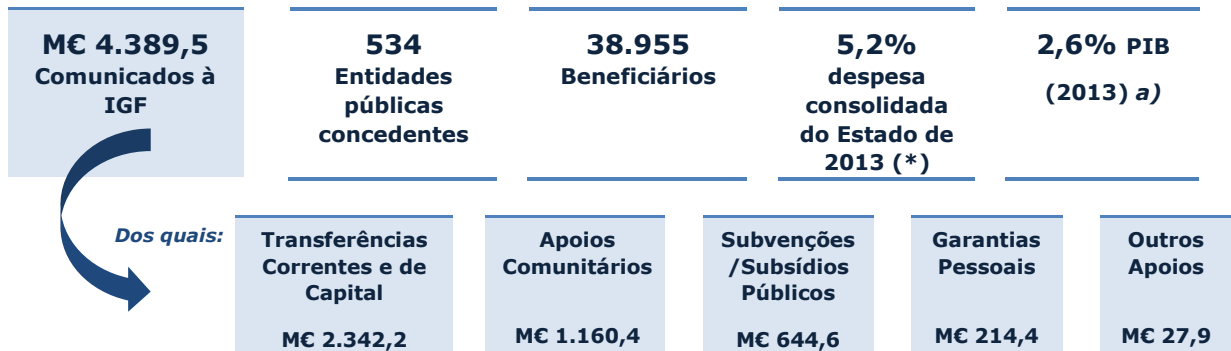 M€ 4.389,5
Comunicados à
IGF
534
Entidades
públicas
concedentes
38.955
Beneficiários
5,2%
despesa
consolidada
do Estado de
2013 (*)
2,6% PIB
(2013) a)
Dos quais:
Transferências
Correntes e de
Capital
M€ 2.342,2
Apoios
Comunitários
M€ 1.160,4
Subvenções
/Subsídios
Públicos
M€ 644,6
Garantias
Pessoais
M€ 214,4
Outros
Apoios
M€ 27,9